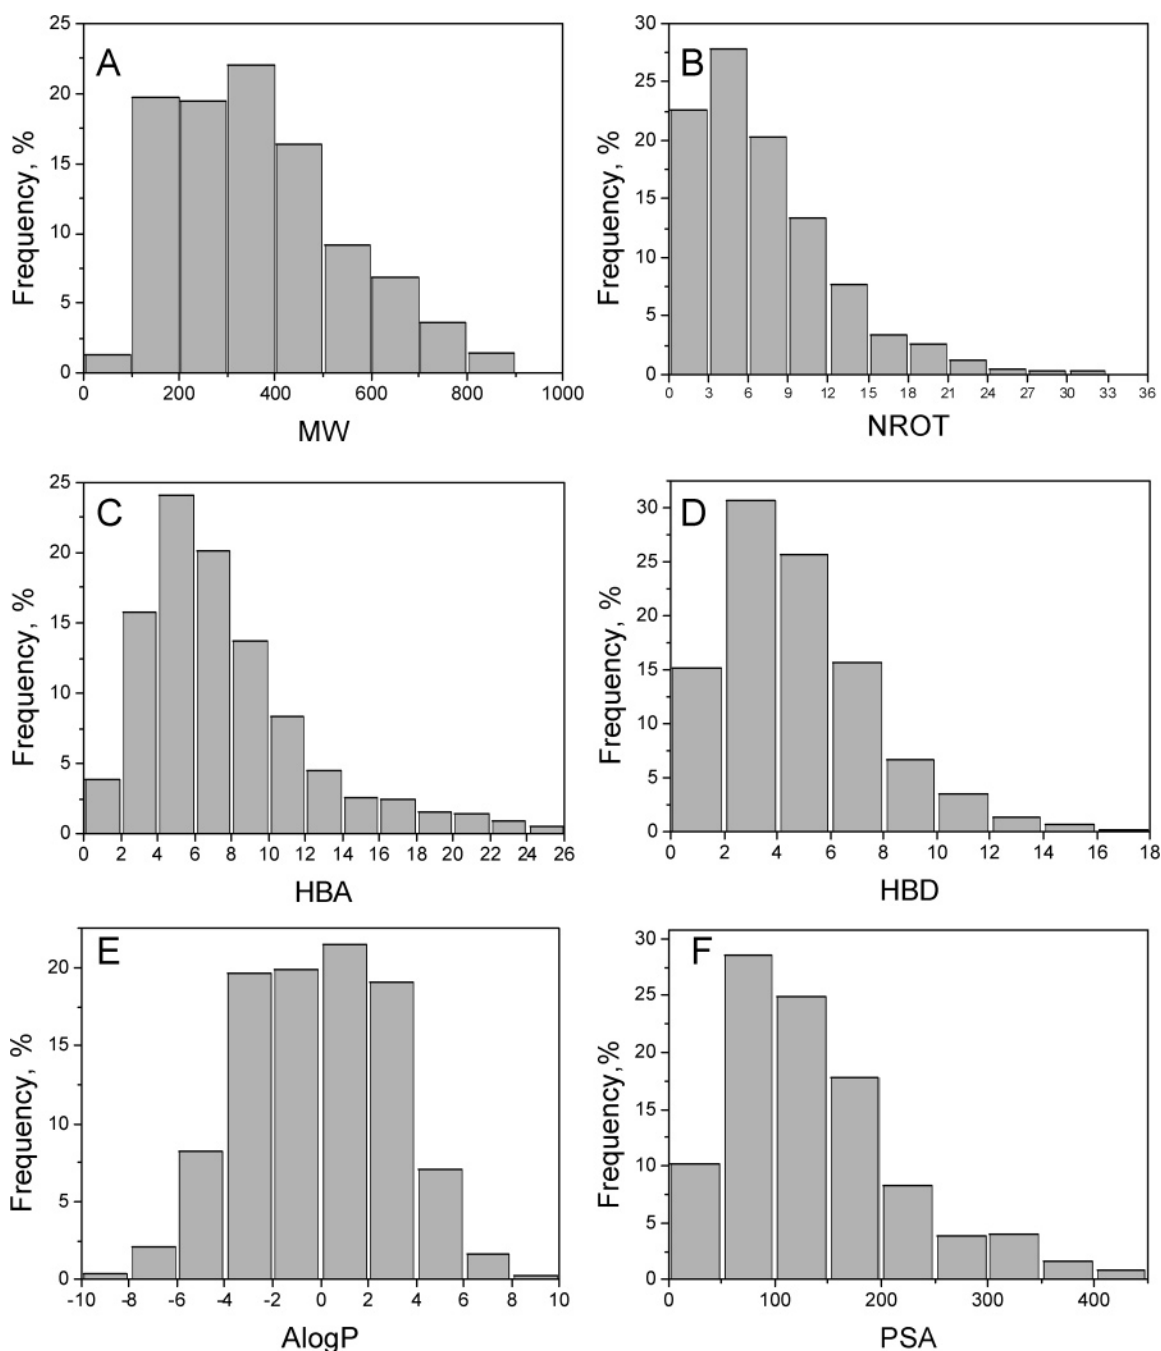 25
20
15
10
5
0
Frequency, %
A
0 200 400 600 800 1000
MW
30
25
20
15
10
5
0
Frequency, %
B
0 3 6 9 12 15 18 21 24 27 30 33 36
NROT
25
20
15
10
5
0
Frequency, %
C
0 2 4 6 8 10 12 14 16 18 20 22 24 26
HBA
30
25
20
15
10
5
0
Frequency, %
D
0 2 4 6 8 10 12 14 16 18
HBD
20
15
10
5
0
Frequency, %
E
-10 -8 -6 -4 -2 0 2 4 6 8 10
AlogP
30
25
20
15
10
5
0
Frequency,%
F
0 100 200 300 400
PSA